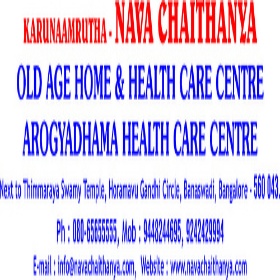 KARUNAAMRUTHA - NAVA CHAITHANYA
OLD AGE HOME & HEALTH CARE CENTRE
AROGYADHAMA HEALTH CARE CENTRE
Next to Thimmaraya Swamy Temple, Horamavu Gandhi Circle, Banaswadi, Bangalore - 560 043.
Ph : 080-65655555, Mob : 9448244695, 9242429994
E-mail : info@navachaithanya.com, Website : www.navachaithanya.com